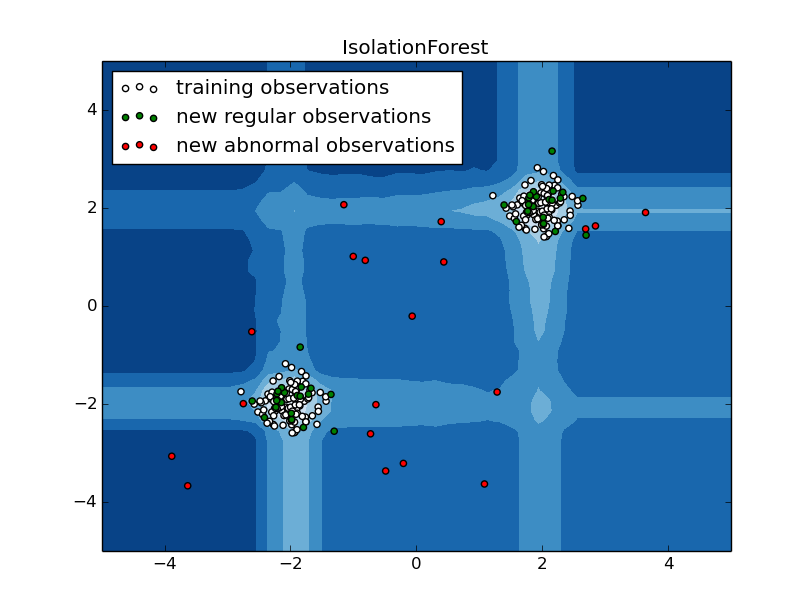 IsolationForest
training observations
new regular observations
new abnormal observations
4
2
0
−2
−4
−4 −2 0 2 4